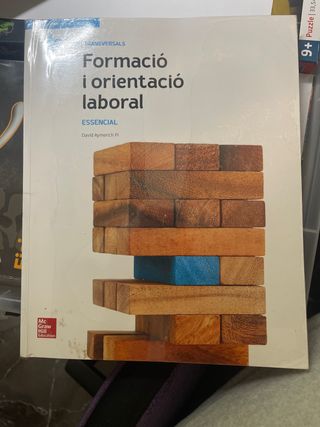 TRANSVERSALS
Formació
i orientació
laboral
ESSENCIAL
David Aymerich Pi
Mc
Graw
Hill
Education
9+
Puzzle